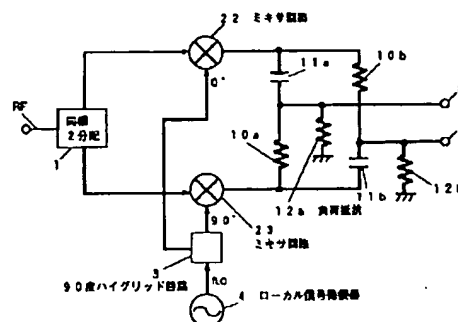 22 ミキサ回路
11a
10b
0°
RF
同相
2分配
1
10a
12a 負荷抵抗
11b
90°
23
ミキサ回路
3
90度ハイブリッド回路
fLO
4 ローカル信号発振器